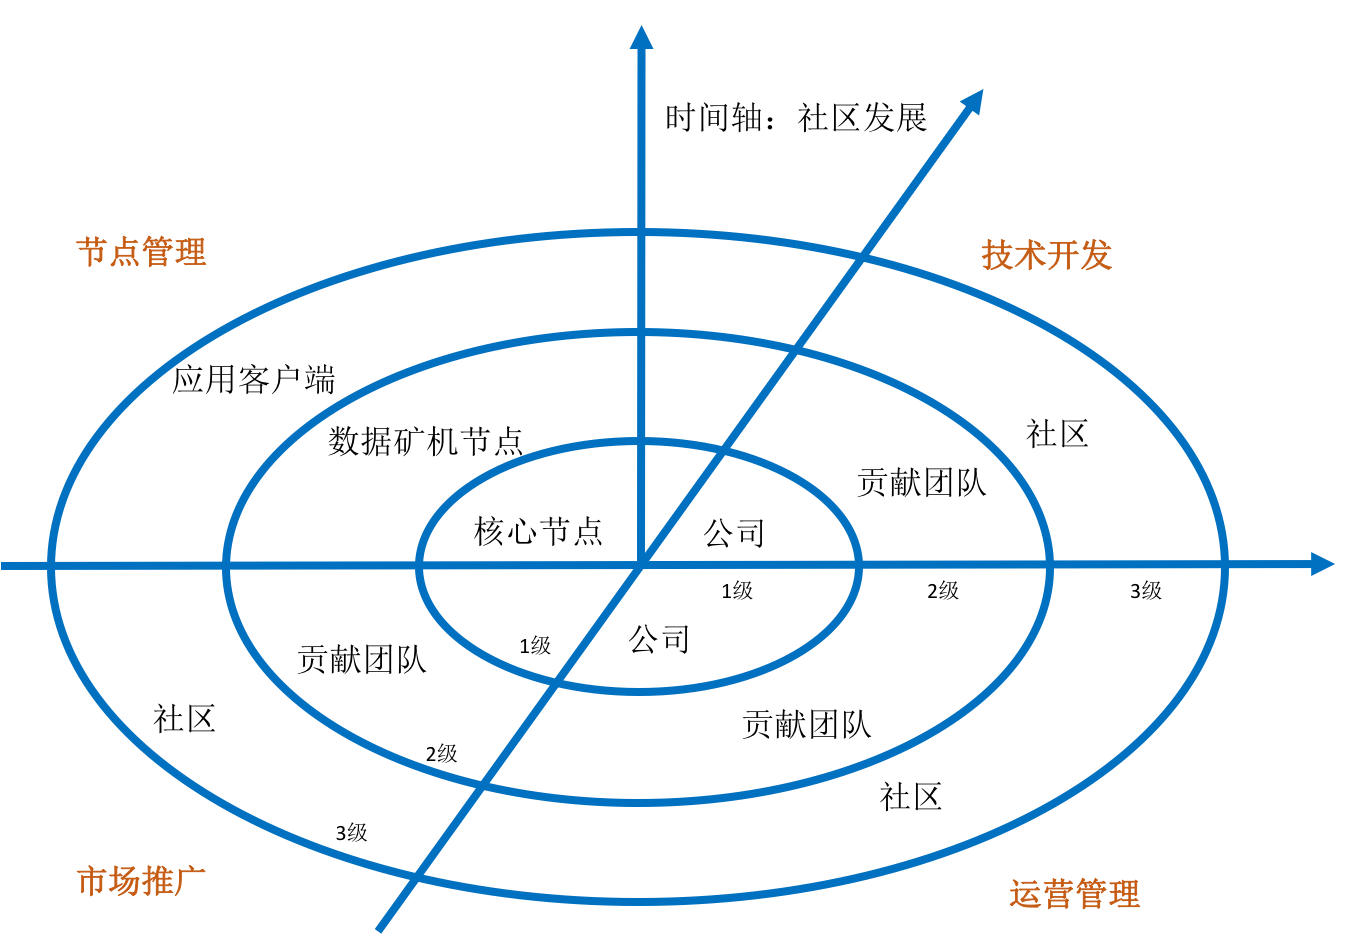 时间轴：社区发展
节点管理
技术开发
应用客户端
数据矿机节点
社区
贡献团队
核心节点
公司
1级
2级
3级
1级
公司
贡献团队
社区
贡献团队
2级
社区
3级
市场推广
运营管理